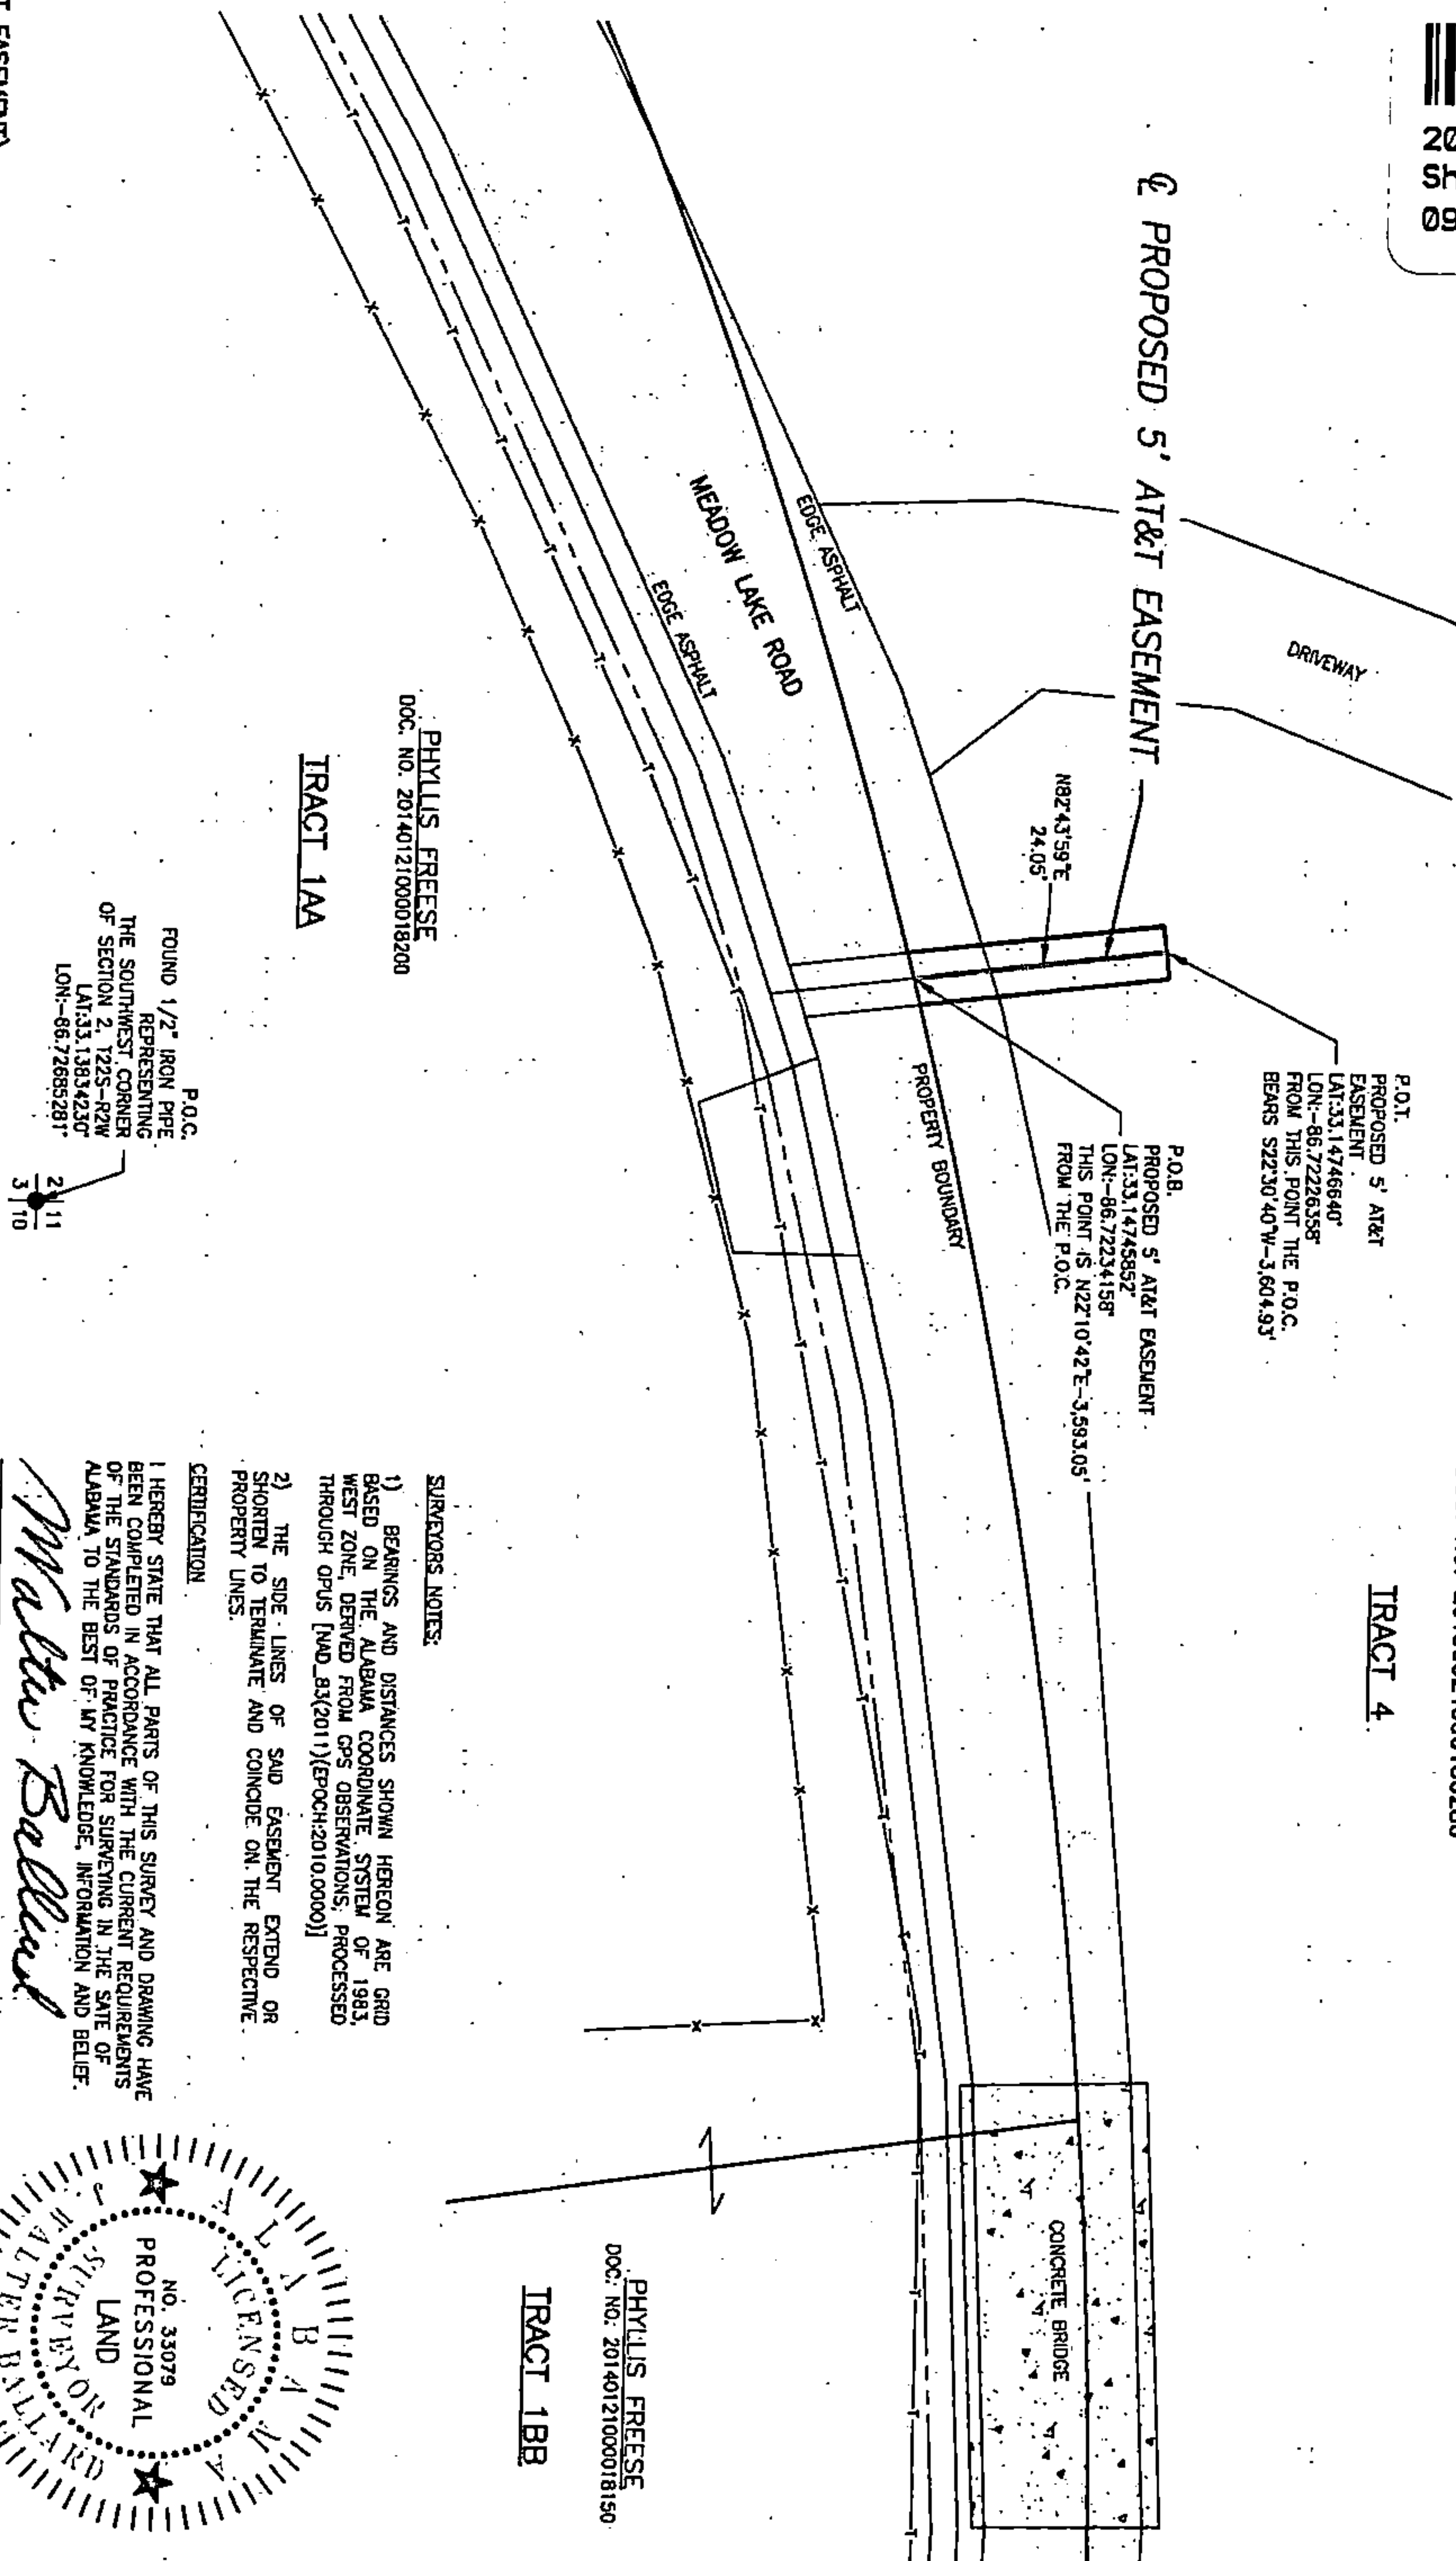 ℄ PROPOSED 5' AT&T EASEMENT
DRIVEWAY
TRACT 4
P.O.T.
PROPOSED 5' AT&T
EASEMENT
LAT:33.14746640°
LON:-86.72226358°
FROM THIS POINT THE P.O.C.
BEARS S22°30'40"W-3,604.93'
P.O.B.
PROPOSED 5' AT&T EASEMENT
LAT:33.14745852°
LON:-86.72234158°
THIS POINT IS N22°10'42"E-3,593.05'
FROM THE P.O.C.
N82°43'59"E
24.05'
EDGE ASPHALT
MEADOW LAKE ROAD
EDGE ASPHALT
PROPERTY BOUNDARY
CONCRETE BRIDGE
PHYLLIS FREESE
DOC. NO. 20140121000018200
TRACT 1AA
PHYLLIS FREESE
DOC. NO. 20140121000018150
TRACT 1BB
P.O.C.
FOUND 1/2" IRON PIPE
REPRESENTING
THE SOUTHWEST CORNER
OF SECTION 2, T22S-R2W
LAT:33.13834230°
LON:-86.72685281°
2 11
3 10
SURVEYORS NOTES:
1) BEARINGS AND DISTANCES SHOWN HEREON ARE GRID
BASED ON THE ALABAMA COORDINATE SYSTEM OF 1983,
WEST ZONE, DERIVED FROM GPS OBSERVATIONS, PROCESSED
THROUGH OPUS [NAD_83(2011)(EPOCH:2010.0000)]
2) THE SIDE-LINES OF SAID EASEMENT EXTEND OR
SHORTEN TO TERMINATE AND COINCIDE ON THE RESPECTIVE
PROPERTY LINES.
CERTIFICATION
I HEREBY STATE THAT ALL PARTS OF THIS SURVEY AND DRAWING HAVE
BEEN COMPLETED IN ACCORDANCE WITH THE CURRENT REQUIREMENTS
OF THE STANDARDS OF PRACTICE FOR SURVEYING IN THE SATE OF
ALABAMA TO THE BEST OF MY KNOWLEDGE, INFORMATION AND BELIEF.
Walter Ballard
ALABAMA
LICENSED
NO. 33079
PROFESSIONAL
LAND
SURVEYOR
WALTER BALLARD
20
09
EASEMENT)